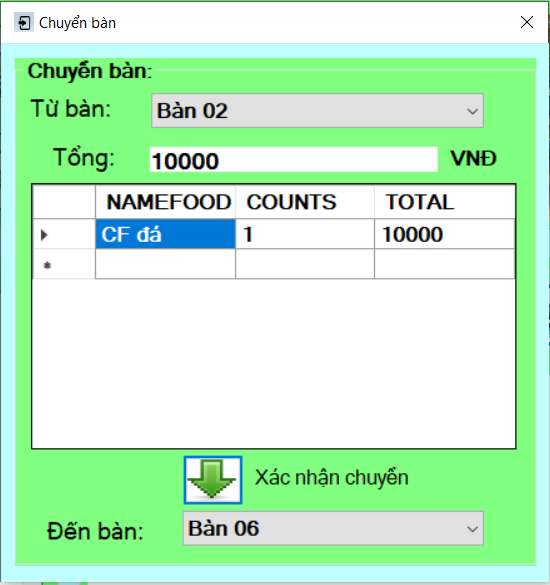 Chuyển bàn
Chuyển bàn:
Từ bàn: Bàn 02
Tổng: 10000 VNĐ
NAMEFOOD COUNTS TOTAL
CF đá 1 10000
Xác nhận chuyển
Đến bàn: Bàn 06